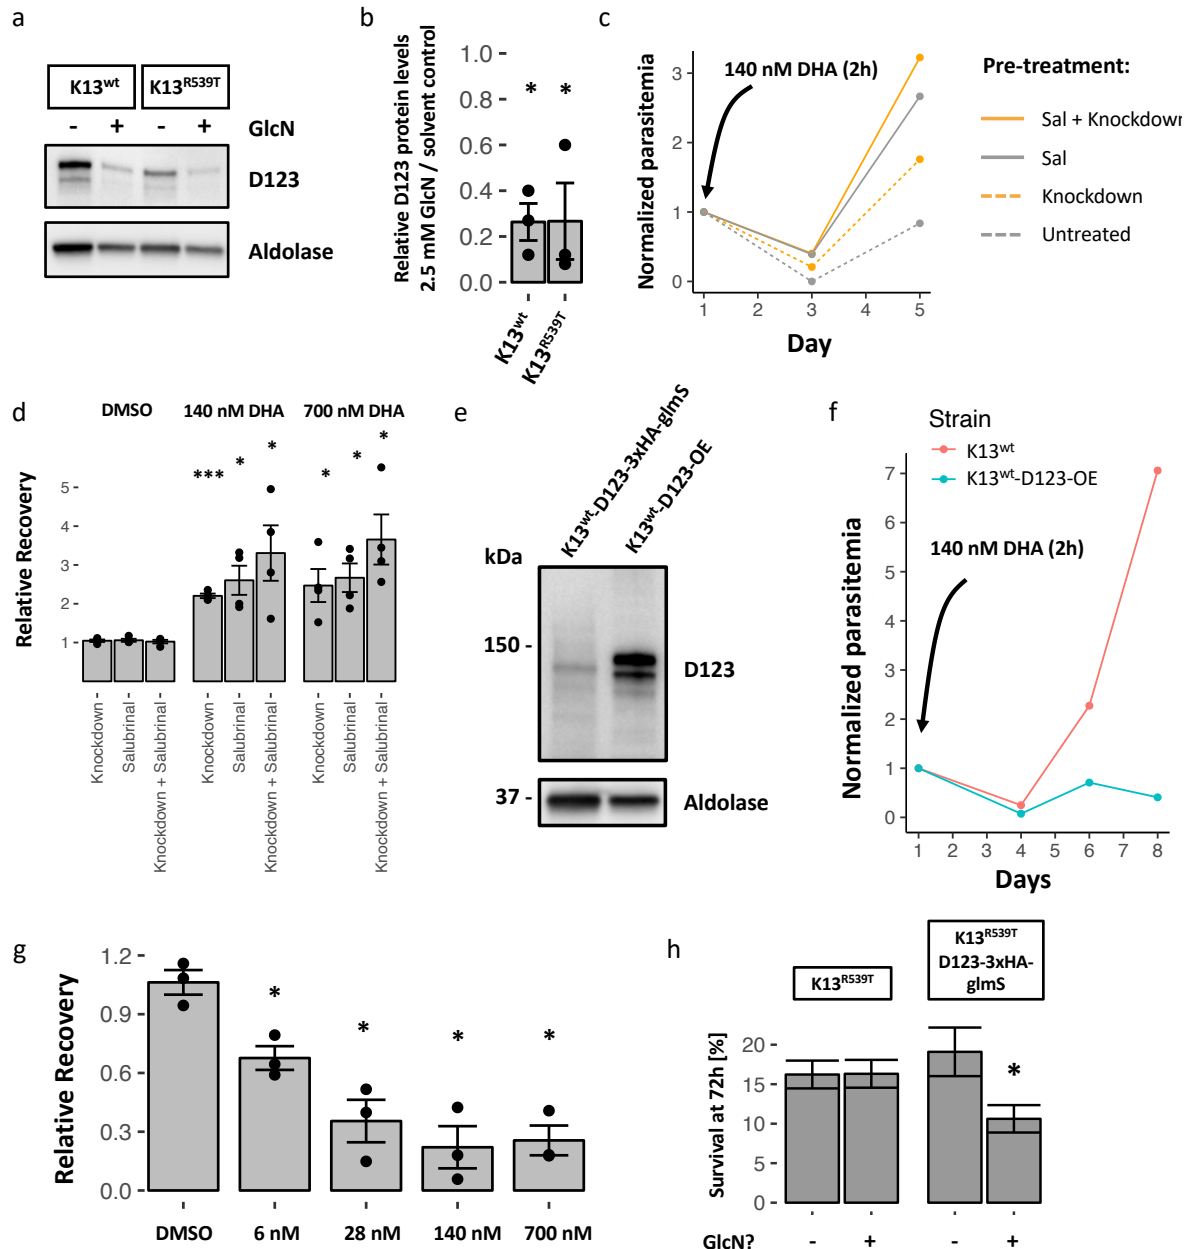 a
K13wt K13R539T
- + - + GlcN
D123
Aldolase
b
Relative D123 protein levels
2.5 mM GlcN / solvent control
1.0
0.8
0.6
0.4
0.2
0.0
* *
K13wt
K13R539T
c
Normalized parasitemia
3
2
1
0
140 nM DHA (2h)
1 2 3 4 5
Day
Pre-treatment:
Sal + Knockdown
Sal
Knockdown
Untreated
d
DMSO 140 nM DHA 700 nM DHA
*** * * * * *
Relative Recovery
5
4
3
2
1
Knockdown
Salubrinal
Knockdown + Salubrinal
Knockdown
Salubrinal
Knockdown + Salubrinal
Knockdown
Salubrinal
Knockdown + Salubrinal
e
K13wt-D123-3xHA-glmS
K13wt-D123-OE
kDa
150 -
D123
37 -
Aldolase
f
Strain
K13wt
K13wt-D123-OE
140 nM DHA (2h)
Normalized parasitemia
7
6
5
4
3
2
1
0
1 2 3 4 5 6 7 8
Days
g
Relative Recovery
1.2
0.9
0.6
0.3
0.0
* * * *
DMSO 6 nM 28 nM 140 nM 700 nM
h
K13R539T
K13R539T
D123-3xHA-
glmS
Survival at 72h [%]
20
15
10
5
0
*
GlcN? - + - +